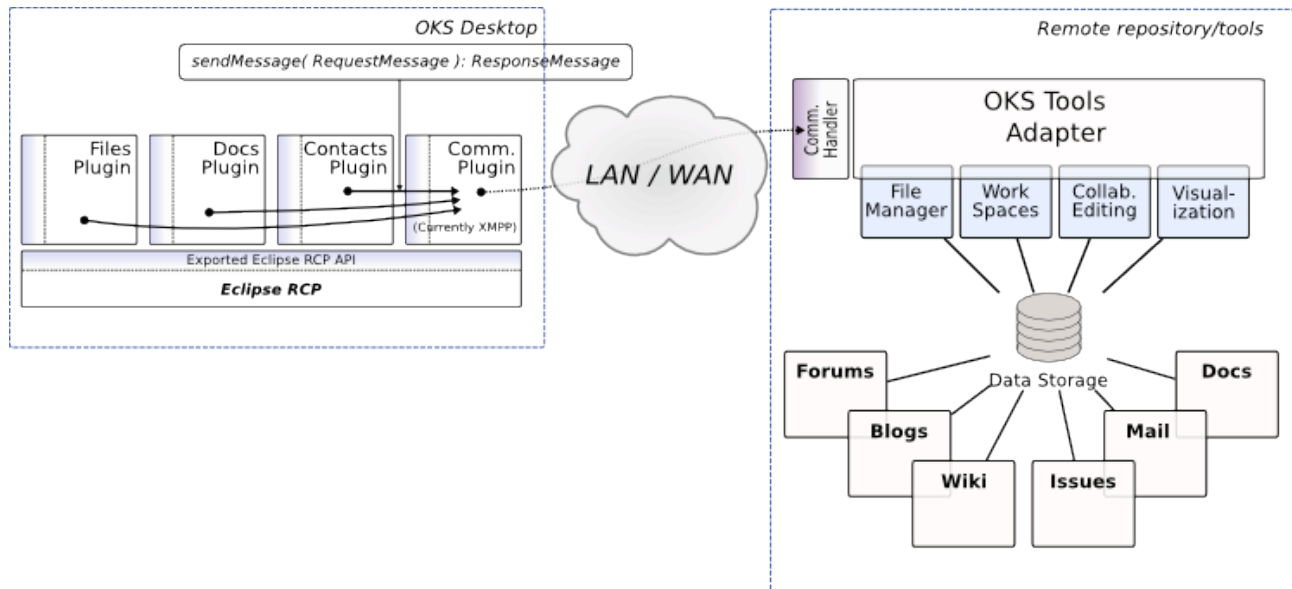 OKS Desktop
sendMessage( RequestMessage ): ResponseMessage
Files
Plugin
Docs
Plugin
Contacts
Plugin
Comm.
Plugin
(Currently XMPP)
Exported Eclipse RCP API
Eclipse RCP
LAN / WAN
Remote repository/tools
Comm.
Handler
OKS Tools
Adapter
File
Manager
Work
Spaces
Collab.
Editing
Visual-
ization
Data Storage
Forums
Blogs
Wiki
Issues
Mail
Docs